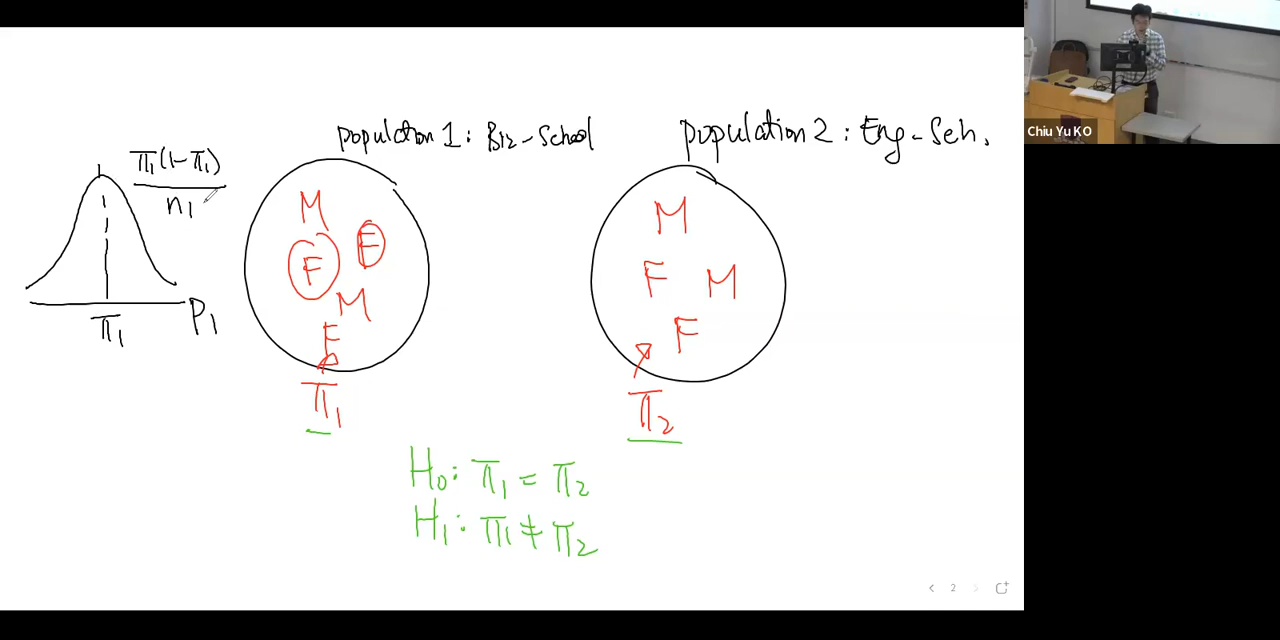 population 1 : Biz-School
population 2 : Eng-Sch.
π1(1-π1)
n1
π1
P1
M
F
F
M
F
π1
M
F
M
F
π2
H0: π1 = π2
H1: π1 ≠ π2
Chiu Yu KO
2